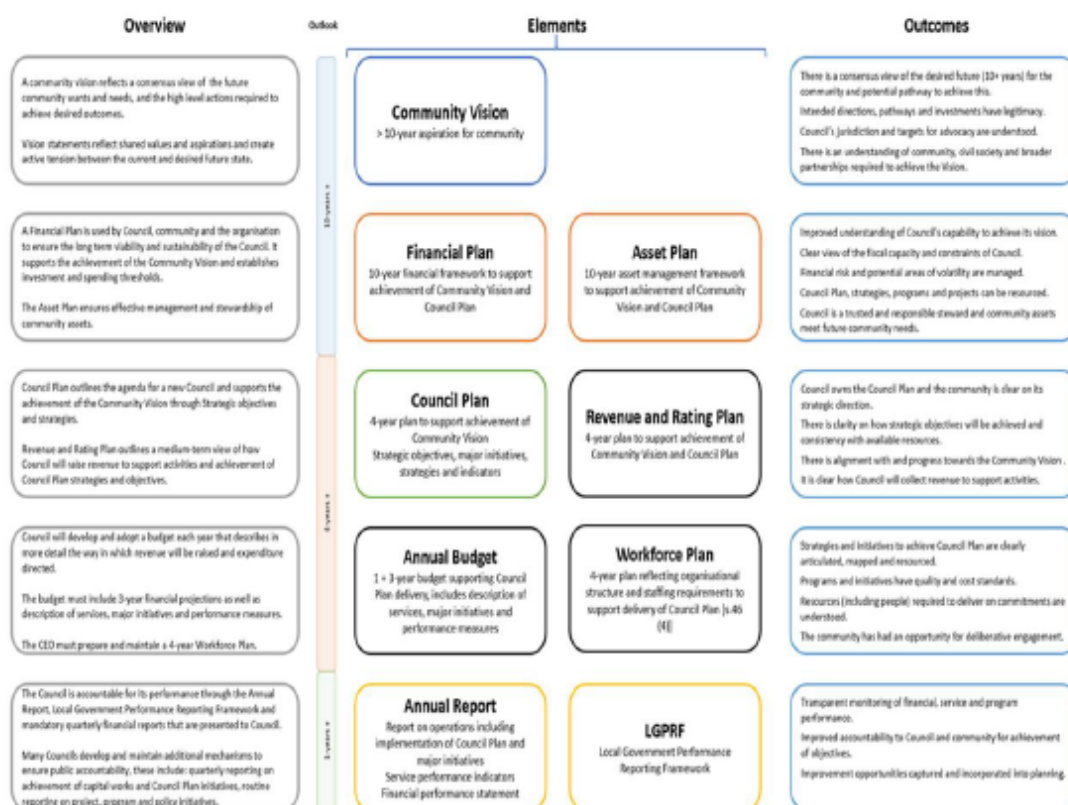 Overview
Outlook
Elements
Outcomes
A community vision reflects a consensus view of the future
community wants and needs, and the high level actions required to
achieve desired outcomes.
Vision statements reflect shared values and aspirations and create
active tension between the current and desired future state.
Community Vision
> 10-year aspiration for community
There is a consensus view of the desired future (10+ years) for the
community and potential pathway to achieve this.
Intended directions, pathways and investments have legitimacy.
Council's jurisdiction and targets for advocacy are understood.
There is an understanding of community, civil society and broader
partnerships required to achieve the Vision.
10-years +
A Financial Plan is used by Council, community and the organisation
to ensure the long term viability and sustainability of the Council. It
supports the achievement of the Community Vision and establishes
investment and spending thresholds.
The Asset Plan ensures effective management and stewardship of
community assets.
Financial Plan
10-year financial framework to support
achievement of Community Vision and
Council Plan
Asset Plan
10-year asset management framework
to support achievement of Community
Vision and Council Plan
Improved understanding of Council's capability to achieve its vision.
Clear view of the fiscal capacity and constraints of Council.
Financial risk and potential areas of volatility are managed.
Council Plan, strategies, programs and projects can be resourced.
Council is a trusted and responsible steward and community assets
meet future community needs.
Council Plan outlines the agenda for a new Council and supports the
achievement of the Community Vision through Strategic objectives
and strategies.
Revenue and Rating Plan outlines a medium-term view of how
Council will raise revenue to support activities and achievement of
Council Plan strategies and objectives.
Council Plan
4-year plan to support achievement of
Community Vision
Strategic objectives, major initiatives,
strategies and indicators
Revenue and Rating Plan
4-year plan to support achievement of
Community Vision and Council Plan
Council owns the Council Plan and the community is clear on its
strategic direction.
There is clarity on how strategic objectives will be achieved and
consistency with available resources.
There is alignment with and progress towards the Community Vision .
It is clear how Council will collect revenue to support activities.
Council will develop and adopt a budget each year that describes in
more detail the way in which revenue will be raised and expenditure
directed.
The budget must include 3-year financial projections as well as
description of services, major initiatives and performance measures.
The CEO must prepare and maintain a 4-year Workforce Plan.
Annual Budget
1 + 3-year budget supporting Council
Plan delivery, includes description of
services, major initiatives and
performance measures
Workforce Plan
4-year plan reflecting organisational
structure and staffing requirements to
support delivery of Council Plan [s.46
(4)]
Strategies and Initiatives to achieve Council Plan are clearly
articulated, mapped and resourced.
Programs and Initiatives have quality and cost standards.
Resources (including people) required to deliver on commitments are
understood.
The community has had an opportunity for deliberative engagement.
The Council is accountable for its performance through the Annual
Report, Local Government Performance Reporting Framework and
mandatory quarterly financial reports that are presented to Council.
Many Councils develop and maintain additional mechanisms to
ensure public accountability, these include: quarterly reporting on
achievement of capital works and Council Plan initiatives, routine
reporting on project, program and policy initiatives.
Annual Report
Report on operations including
implementation of Council Plan and
major initiatives
Service performance indicators
Financial performance statement
LGPRF
Local Government Performance
Reporting Framework
Transparent monitoring of financial, service and program
performance.
Improved accountability to Council and community for achievement
of objectives.
Improvement opportunities captured and incorporated into planning.